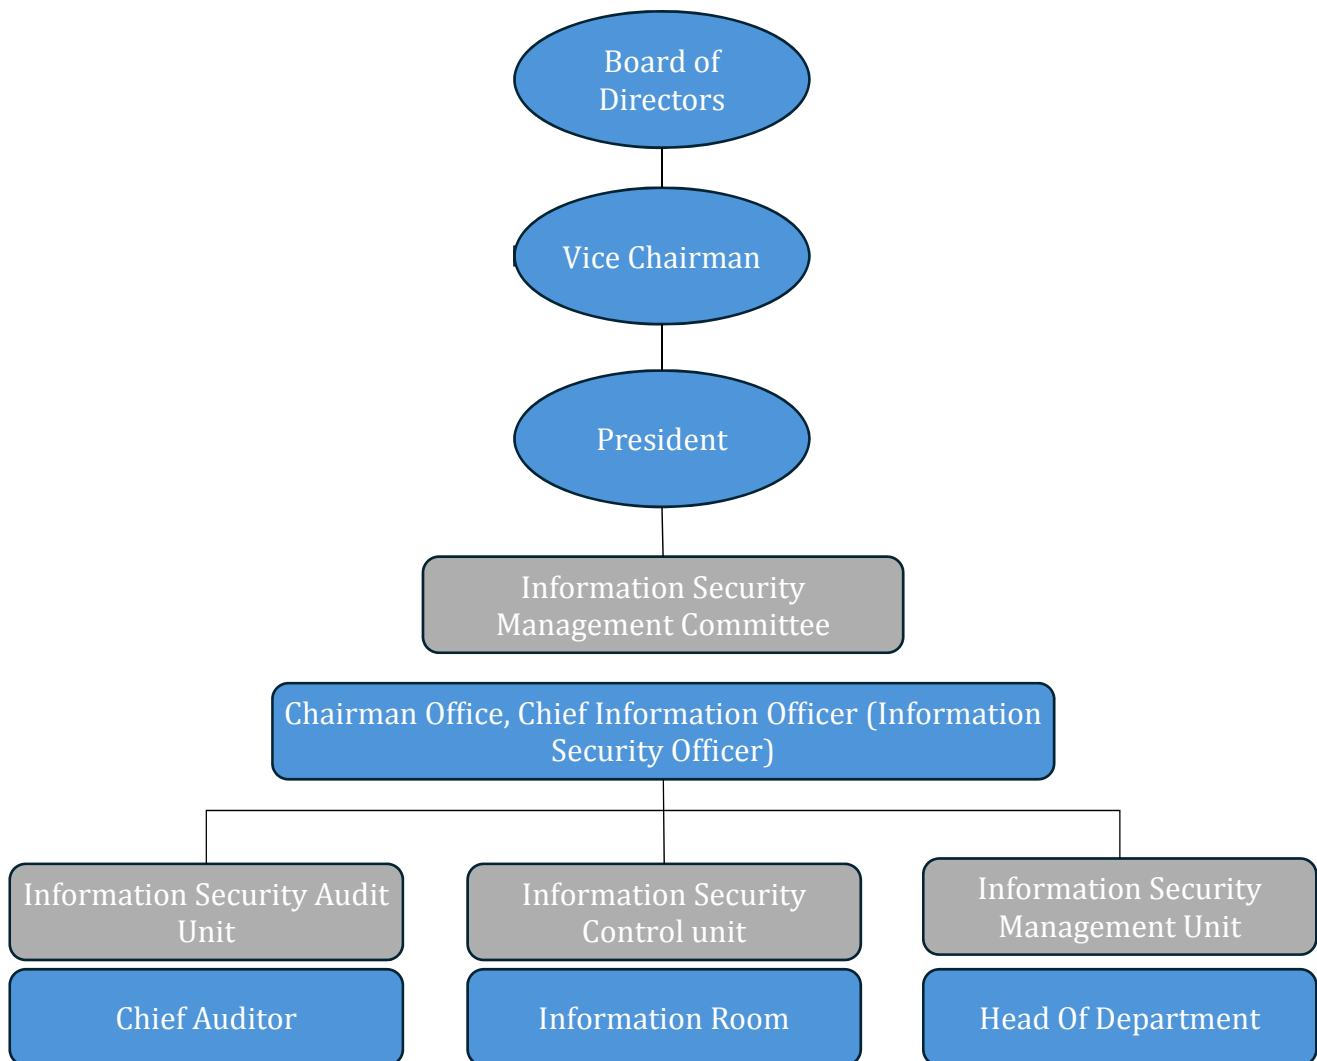 Board of
Directors
Vice Chairman
President
Information Security
Management Committee
Chairman Office, Chief Information Officer (Information
Security Officer)
Information Security Audit
Unit
Information Security
Control unit
Information Security
Management Unit
Chief Auditor
Information Room
Head Of Department